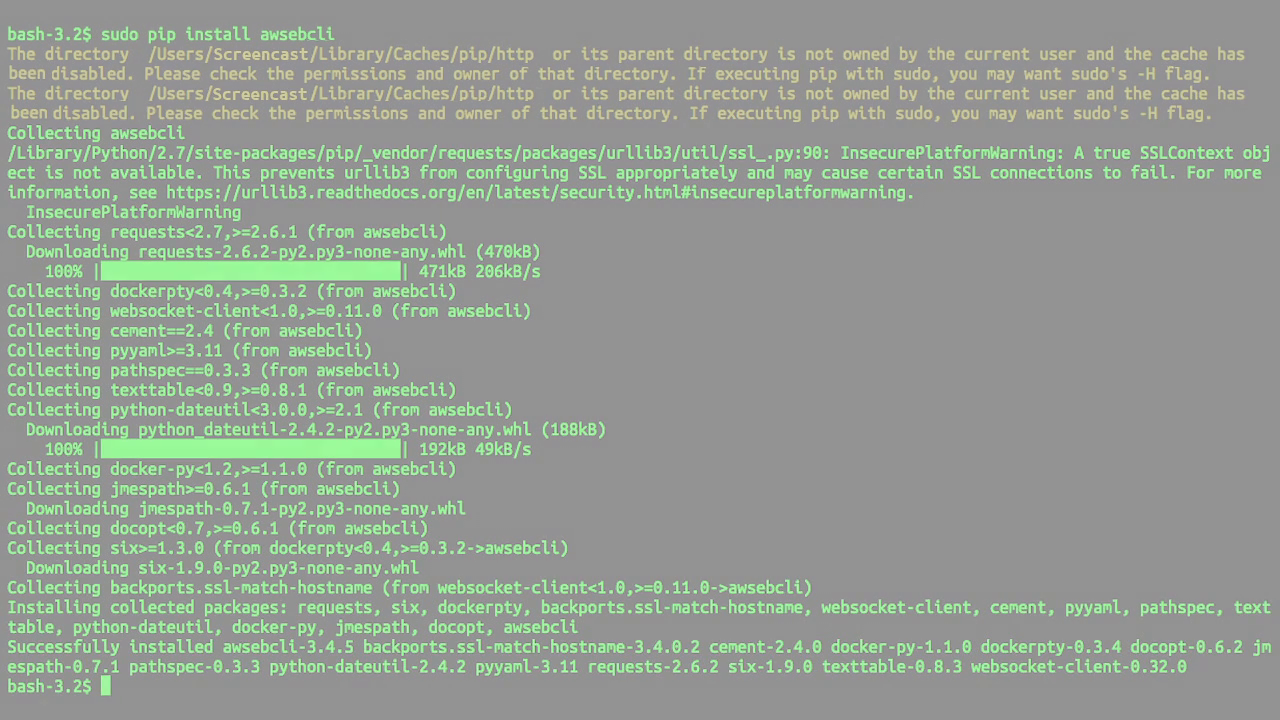 bash-3.2$ sudo pip install awsebcli
The directory  /Users/Screencast/Library/Caches/pip/http  or its parent directory is not owned by the current user and the cache has
been disabled. Please check the permissions and owner of that directory. If executing pip with sudo, you may want sudo's -H flag.
The directory  /Users/Screencast/Library/Caches/pip/http  or its parent directory is not owned by the current user and the cache has
been disabled. Please check the permissions and owner of that directory. If executing pip with sudo, you may want sudo's -H flag.
Collecting awsebcli
/Library/Python/2.7/site-packages/pip/_vendor/requests/packages/urllib3/util/ssl_.py:90: InsecurePlatformWarning: A true SSLContext obj
ect is not available. This prevents urllib3 from configuring SSL appropriately and may cause certain SSL connections to fail. For more
information, see https://urllib3.readthedocs.org/en/latest/security.html#insecureplatformwarning.
  InsecurePlatformWarning
Collecting requests<2.7,>=2.6.1 (from awsebcli)
  Downloading requests-2.6.2-py2.py3-none-any.whl (470kB)
    100% |████████████████████████████████| 471kB 206kB/s
Collecting dockerpty<0.4,>=0.3.2 (from awsebcli)
Collecting websocket-client<1.0,>=0.11.0 (from awsebcli)
Collecting cement==2.4 (from awsebcli)
Collecting pyyaml>=3.11 (from awsebcli)
Collecting pathspec==0.3.3 (from awsebcli)
Collecting texttable<0.9,>=0.8.1 (from awsebcli)
Collecting python-dateutil<3.0.0,>=2.1 (from awsebcli)
  Downloading python_dateutil-2.4.2-py2.py3-none-any.whl (188kB)
    100% |████████████████████████████████| 192kB 49kB/s
Collecting docker-py<1.2,>=1.1.0 (from awsebcli)
Collecting jmespath>=0.6.1 (from awsebcli)
  Downloading jmespath-0.7.1-py2.py3-none-any.whl
Collecting docopt<0.7,>=0.6.1 (from awsebcli)
Collecting six>=1.3.0 (from dockerpty<0.4,>=0.3.2->awsebcli)
  Downloading six-1.9.0-py2.py3-none-any.whl
Collecting backports.ssl-match-hostname (from websocket-client<1.0,>=0.11.0->awsebcli)
Installing collected packages: requests, six, dockerpty, backports.ssl-match-hostname, websocket-client, cement, pyyaml, pathspec, text
table, python-dateutil, docker-py, jmespath, docopt, awsebcli
Successfully installed awsebcli-3.4.5 backports.ssl-match-hostname-3.4.0.2 cement-2.4.0 docker-py-1.1.0 dockerpty-0.3.4 docopt-0.6.2 jm
espath-0.7.1 pathspec-0.3.3 python-dateutil-2.4.2 pyyaml-3.11 requests-2.6.2 six-1.9.0 texttable-0.8.3 websocket-client-0.32.0
bash-3.2$